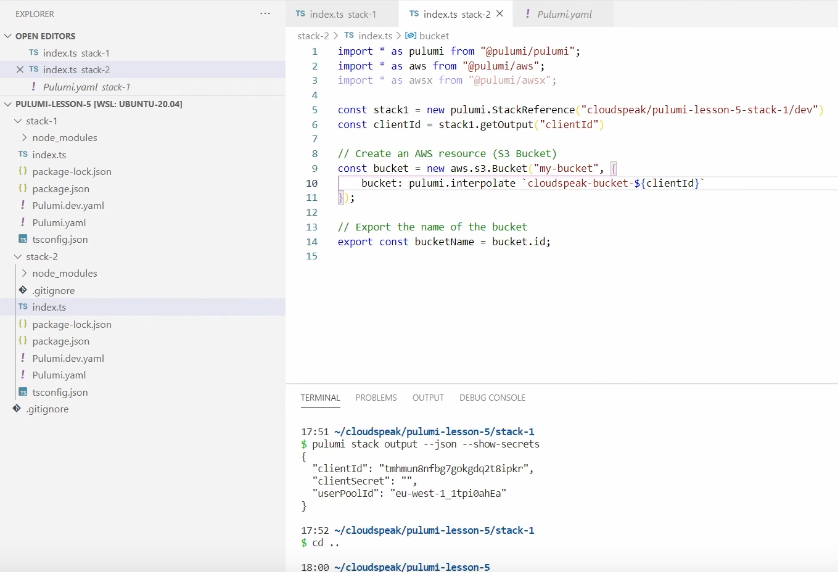 EXPLORER ...
OPEN EDITORS
TS index.ts stack-1
TS index.ts stack-2
! Pulumi.yaml stack-1
PULUMI-LESSON-5 [WSL: UBUNTU-20.04]
stack-1
node_modules
TS index.ts
{} package-lock.json
{} package.json
! Pulumi.dev.yaml
! Pulumi.yaml
tsconfig.json
stack-2
node_modules
.gitignore
TS index.ts
{} package-lock.json
{} package.json
! Pulumi.dev.yaml
! Pulumi.yaml
tsconfig.json
.gitignore
TS index.ts stack-1 TS index.ts stack-2 ! Pulumi.yaml
stack-2 > TS index.ts > bucket
1 import * as pulumi from "@pulumi/pulumi";
2 import * as aws from "@pulumi/aws";
3 import * as awsx from "@pulumi/awsx";
4
5 const stack1 = new pulumi.StackReference("cloudspeak/pulumi-lesson-5-stack-1/dev")
6 const clientId = stack1.getOutput("clientId")
7
8 // Create an AWS resource (S3 Bucket)
9 const bucket = new aws.s3.Bucket("my-bucket", {
10 bucket: pulumi.interpolate `cloudspeak-bucket-${clientId}`
11 });
12
13 // Export the name of the bucket
14 export const bucketName = bucket.id;
15
TERMINAL PROBLEMS OUTPUT DEBUG CONSOLE
17:51 ~/cloudspeak/pulumi-lesson-5/stack-1
$ pulumi stack output --json --show-secrets
{
"clientId": "tmhmun8nfbg7gokgdq2t8ipkr",
"clientSecret": "",
"userPoolId": "eu-west-1_1tpi0ahEa"
}
17:52 ~/cloudspeak/pulumi-lesson-5/stack-1
$ cd ..
18:00 ~/cloudspeak/pulumi-lesson-5